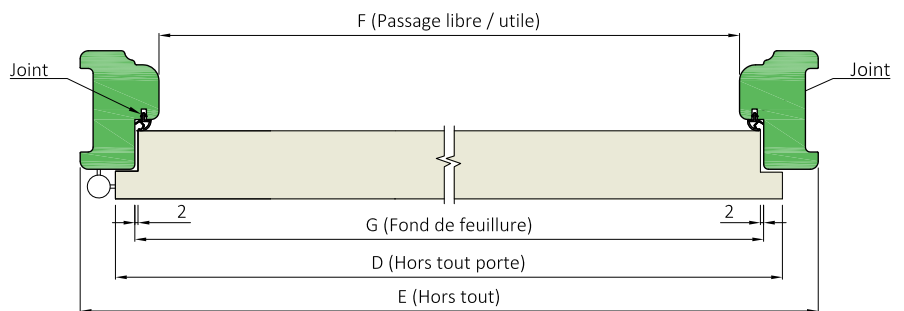 F (Passage libre / utile)
Joint
Joint
2
2
G (Fond de feuillure)
D (Hors tout porte)
E (Hors tout)